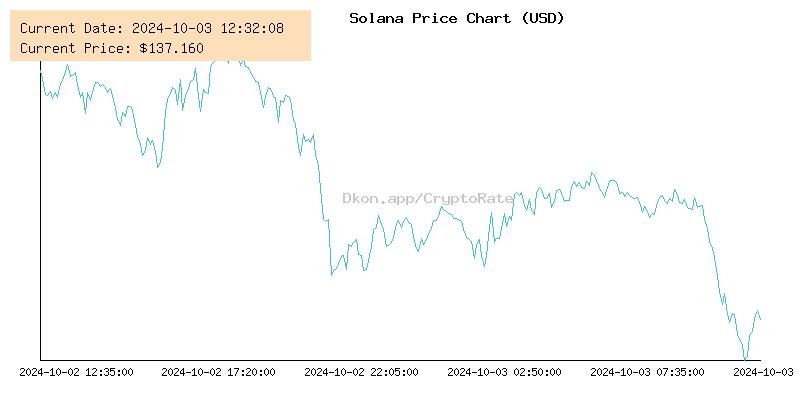 Solana Price Chart (USD)
Current Date: 2024-10-03 12:32:08
Current Price: $137.160
Dkon.app/CryptoRate
2024-10-02 12:35:00 2024-10-02 17:20:00 2024-10-02 22:05:00 2024-10-03 02:50:00 2024-10-03 07:35:00 2024-10-03